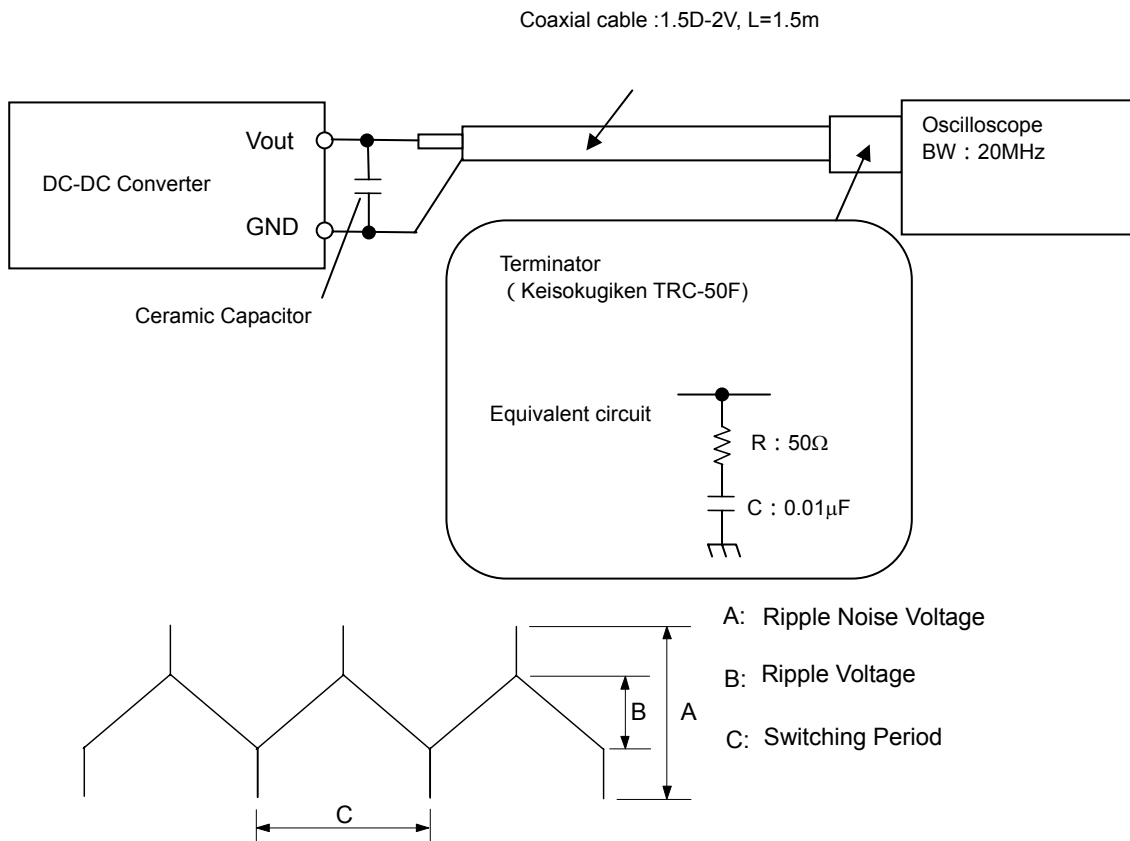 Coaxial cable :1.5D-2V, L=1.5m
Vout
DC-DC Converter
GND
Ceramic Capacitor
Oscilloscope
BW：20MHz
Terminator
（Keisokugiken TRC-50F)
Equivalent circuit
R：50Ω
C：0.01μF
A: Ripple Noise Voltage
B: Ripple Voltage
C: Switching Period
B
A
C